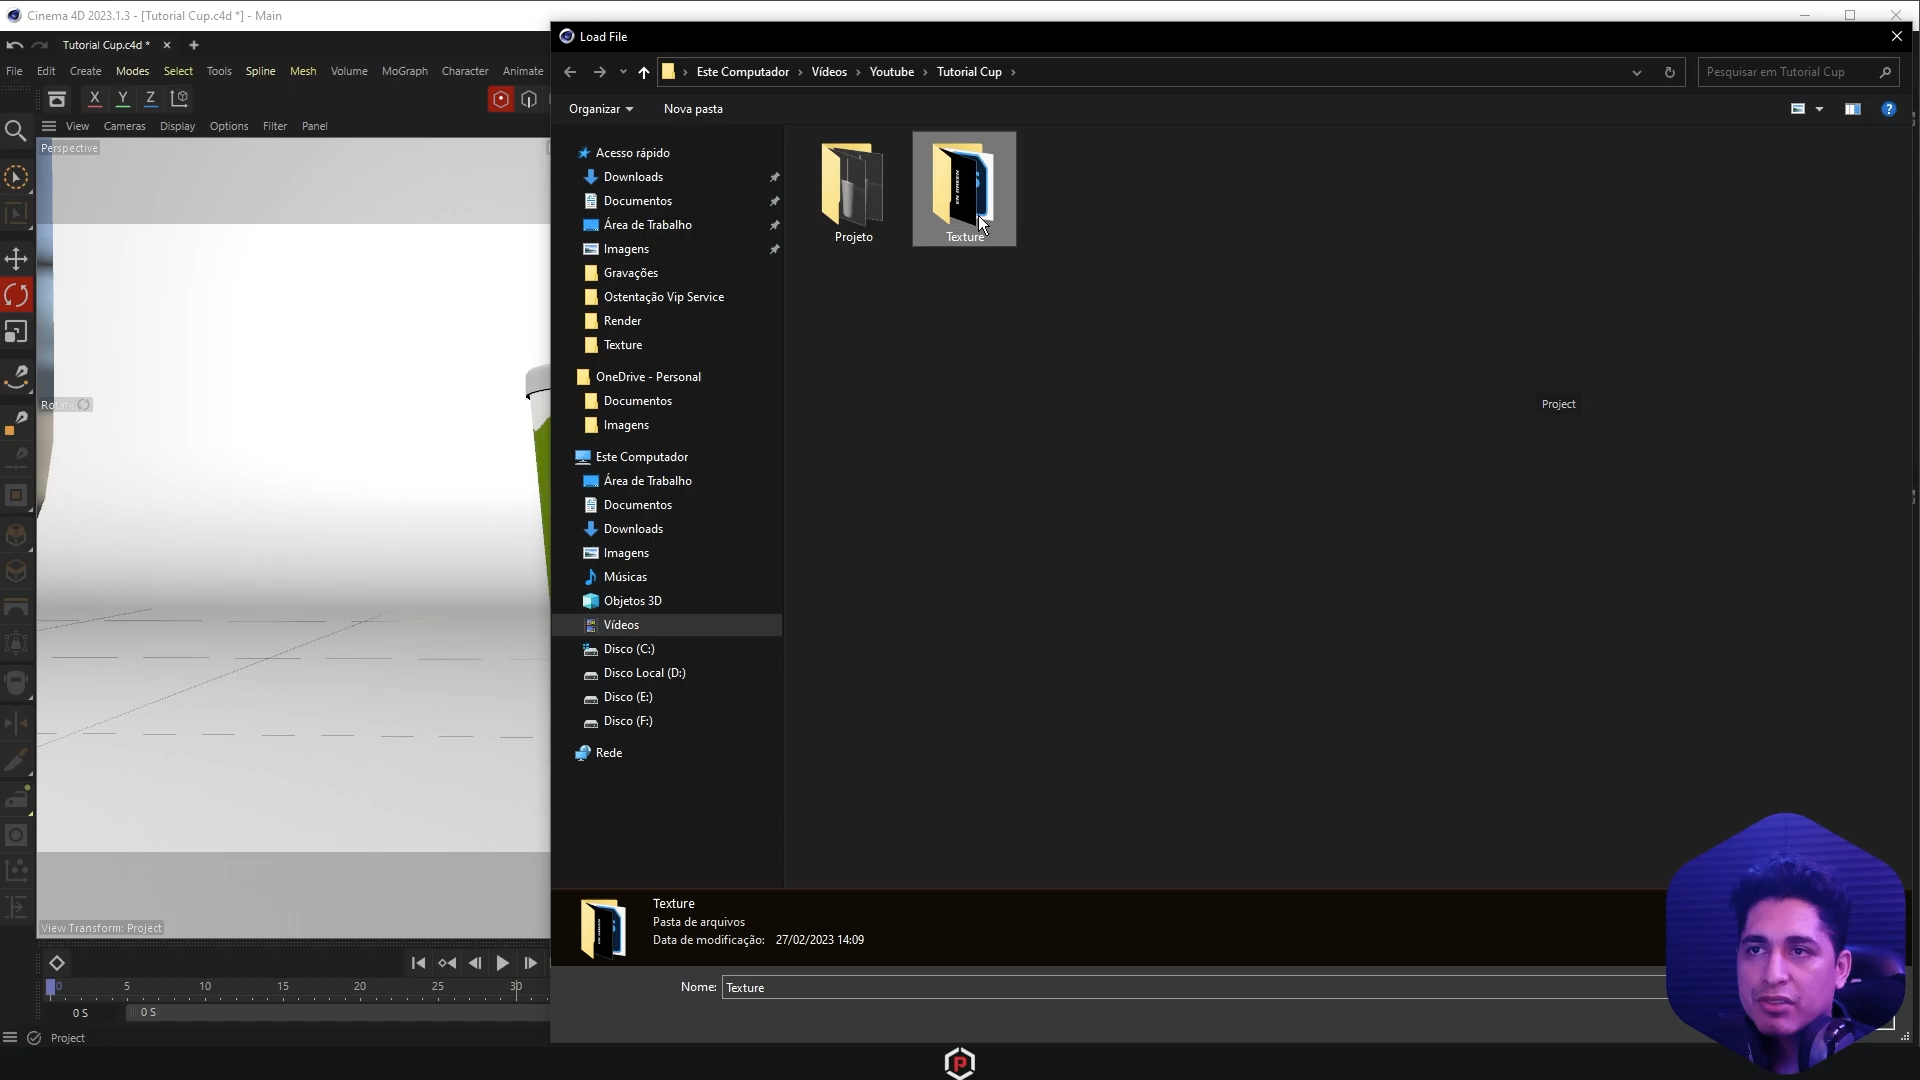 Cinema 4D 2023.1.3 - [Tutorial Cup.c4d *] - Main
Tutorial Cup.c4d *
File Edit Create Modes Select Tools Spline Mesh Volume MoGraph Character Animate
X Y Z
View Cameras Display Options Filter Panel
Perspective
Rotate
View Transform: Project
0 5 10 15 20 25 30
0 S 0 S
Project
Load File
Este Computador Vídeos Youtube Tutorial Cup
Pesquisar em Tutorial Cup
Organizar Nova pasta
Acesso rápido
Downloads
Documentos
Área de Trabalho
Imagens
Gravações
Ostentação Vip Service
Render
Texture
OneDrive - Personal
Documentos
Imagens
Este Computador
Área de Trabalho
Documentos
Downloads
Imagens
Músicas
Objetos 3D
Vídeos
Disco (C:)
Disco Local (D:)
Disco (E:)
Disco (F:)
Rede
EN GREEN
Projeto Texture
Project
Texture
Pasta de arquivos
Data de modificação: 27/02/2023 14:09
Nome: Texture
P